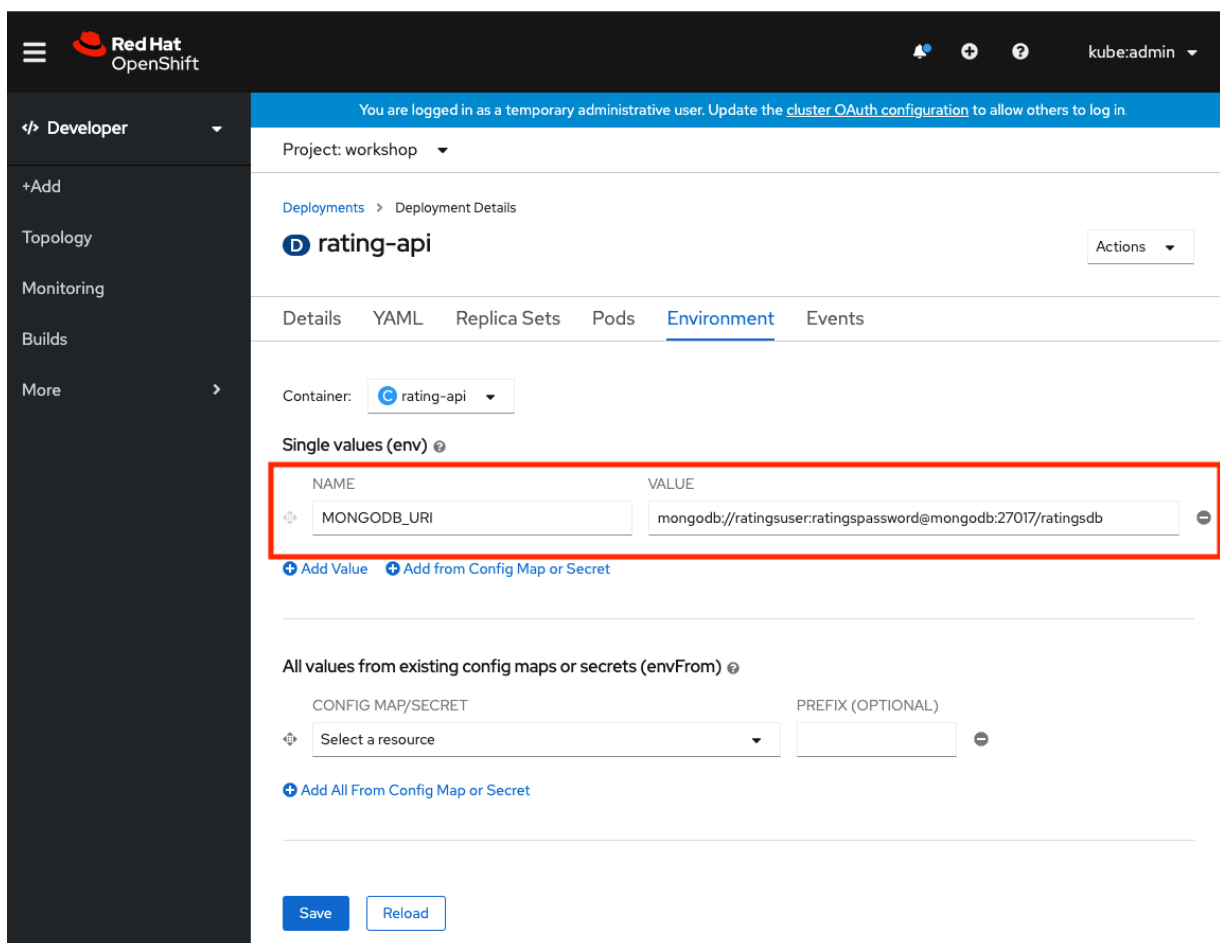 Red Hat
OpenShift
kube:admin
You are logged in as a temporary administrative user. Update the cluster OAuth configuration to allow others to log in.
</> Developer
+Add
Topology
Monitoring
Builds
More
Project: workshop
Deployments > Deployment Details
D rating-api
Actions
Details YAML Replica Sets Pods Environment Events
Container: C rating-api
Single values (env)
NAME VALUE
MONGODB_URI mongodb://ratingsuser:ratingspassword@mongodb:27017/ratingsdb
Add Value Add from Config Map or Secret
All values from existing config maps or secrets (envFrom)
CONFIG MAP/SECRET PREFIX (OPTIONAL)
Select a resource
Add All From Config Map or Secret
Save Reload